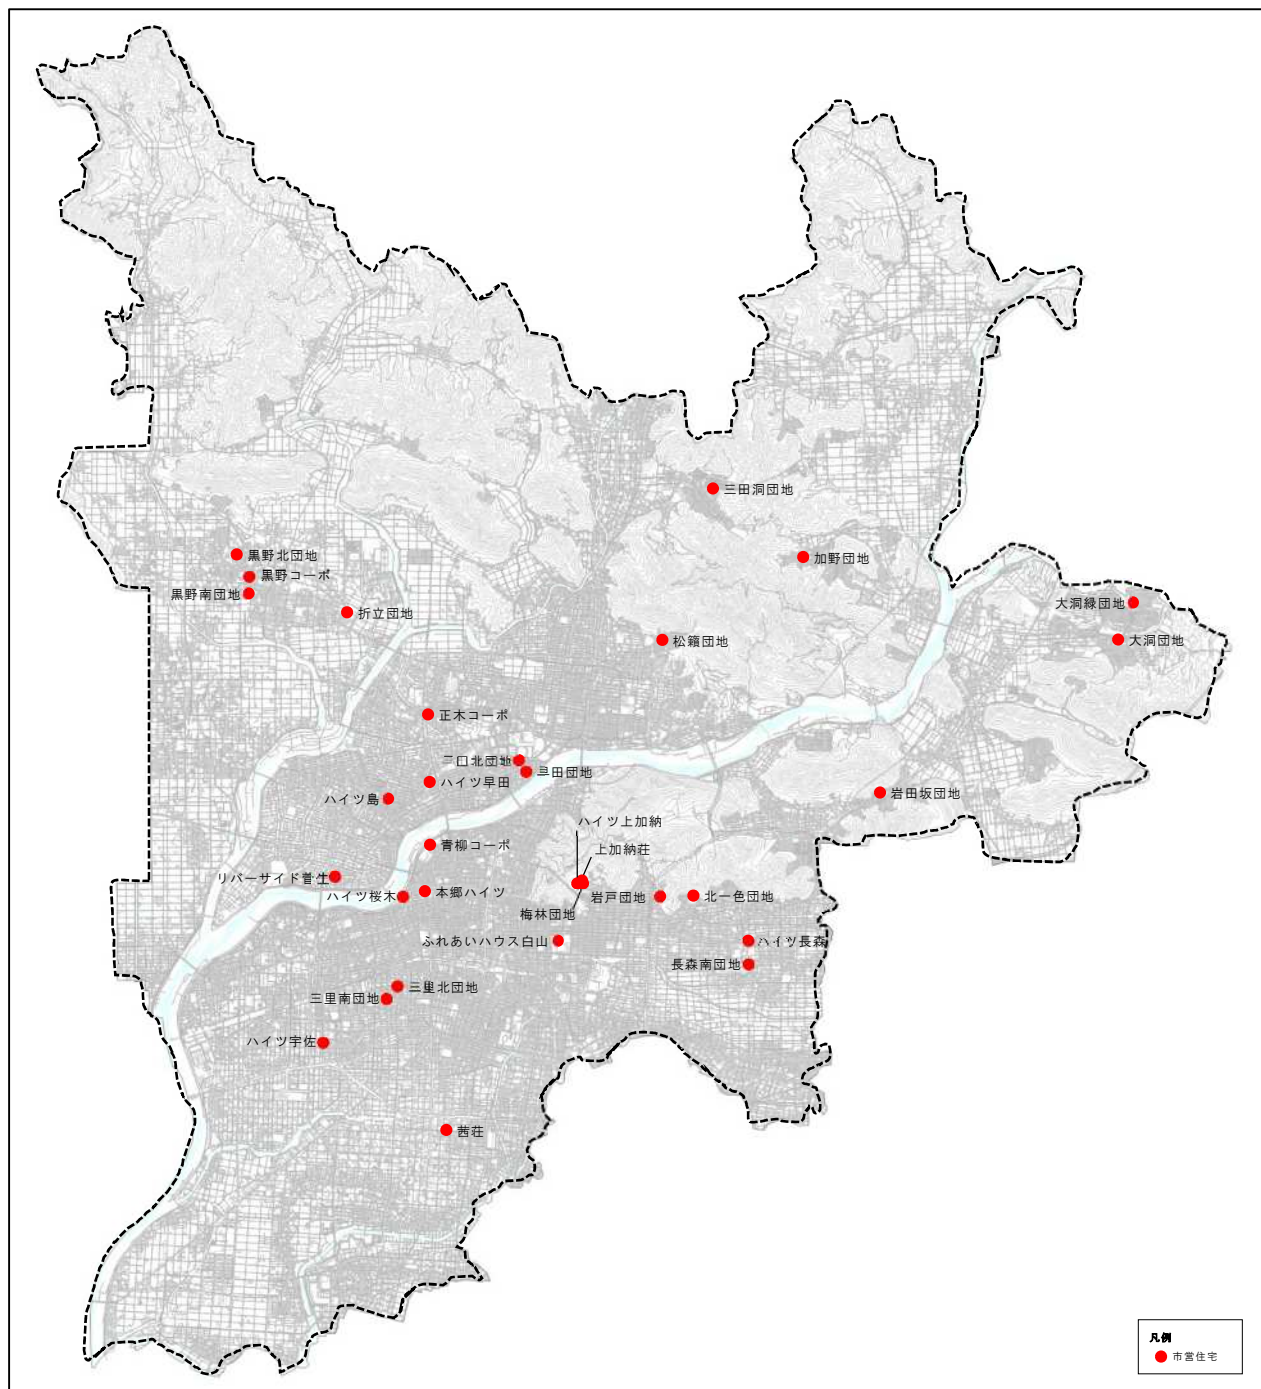 三田洞団地
黒野北団地
加野団地
黒野コーポ
黒野南団地
大洞緑団地
折立団地
松籟団地
大洞団地
正木コーポ
早田団地
ハイツ早田
岩田坂団地
ハイツ島
ハイツ上加納
青柳コーポ
上加納荘
リバーサイド菅生
本郷ハイツ
ハイツ桜木
岩戸団地
北一色団地
梅林団地
ふれあいハウス白山
ハイツ長森
長森南団地
三里北団地
三里南団地
ハイツ宇佐
茜荘
凡例
市営住宅